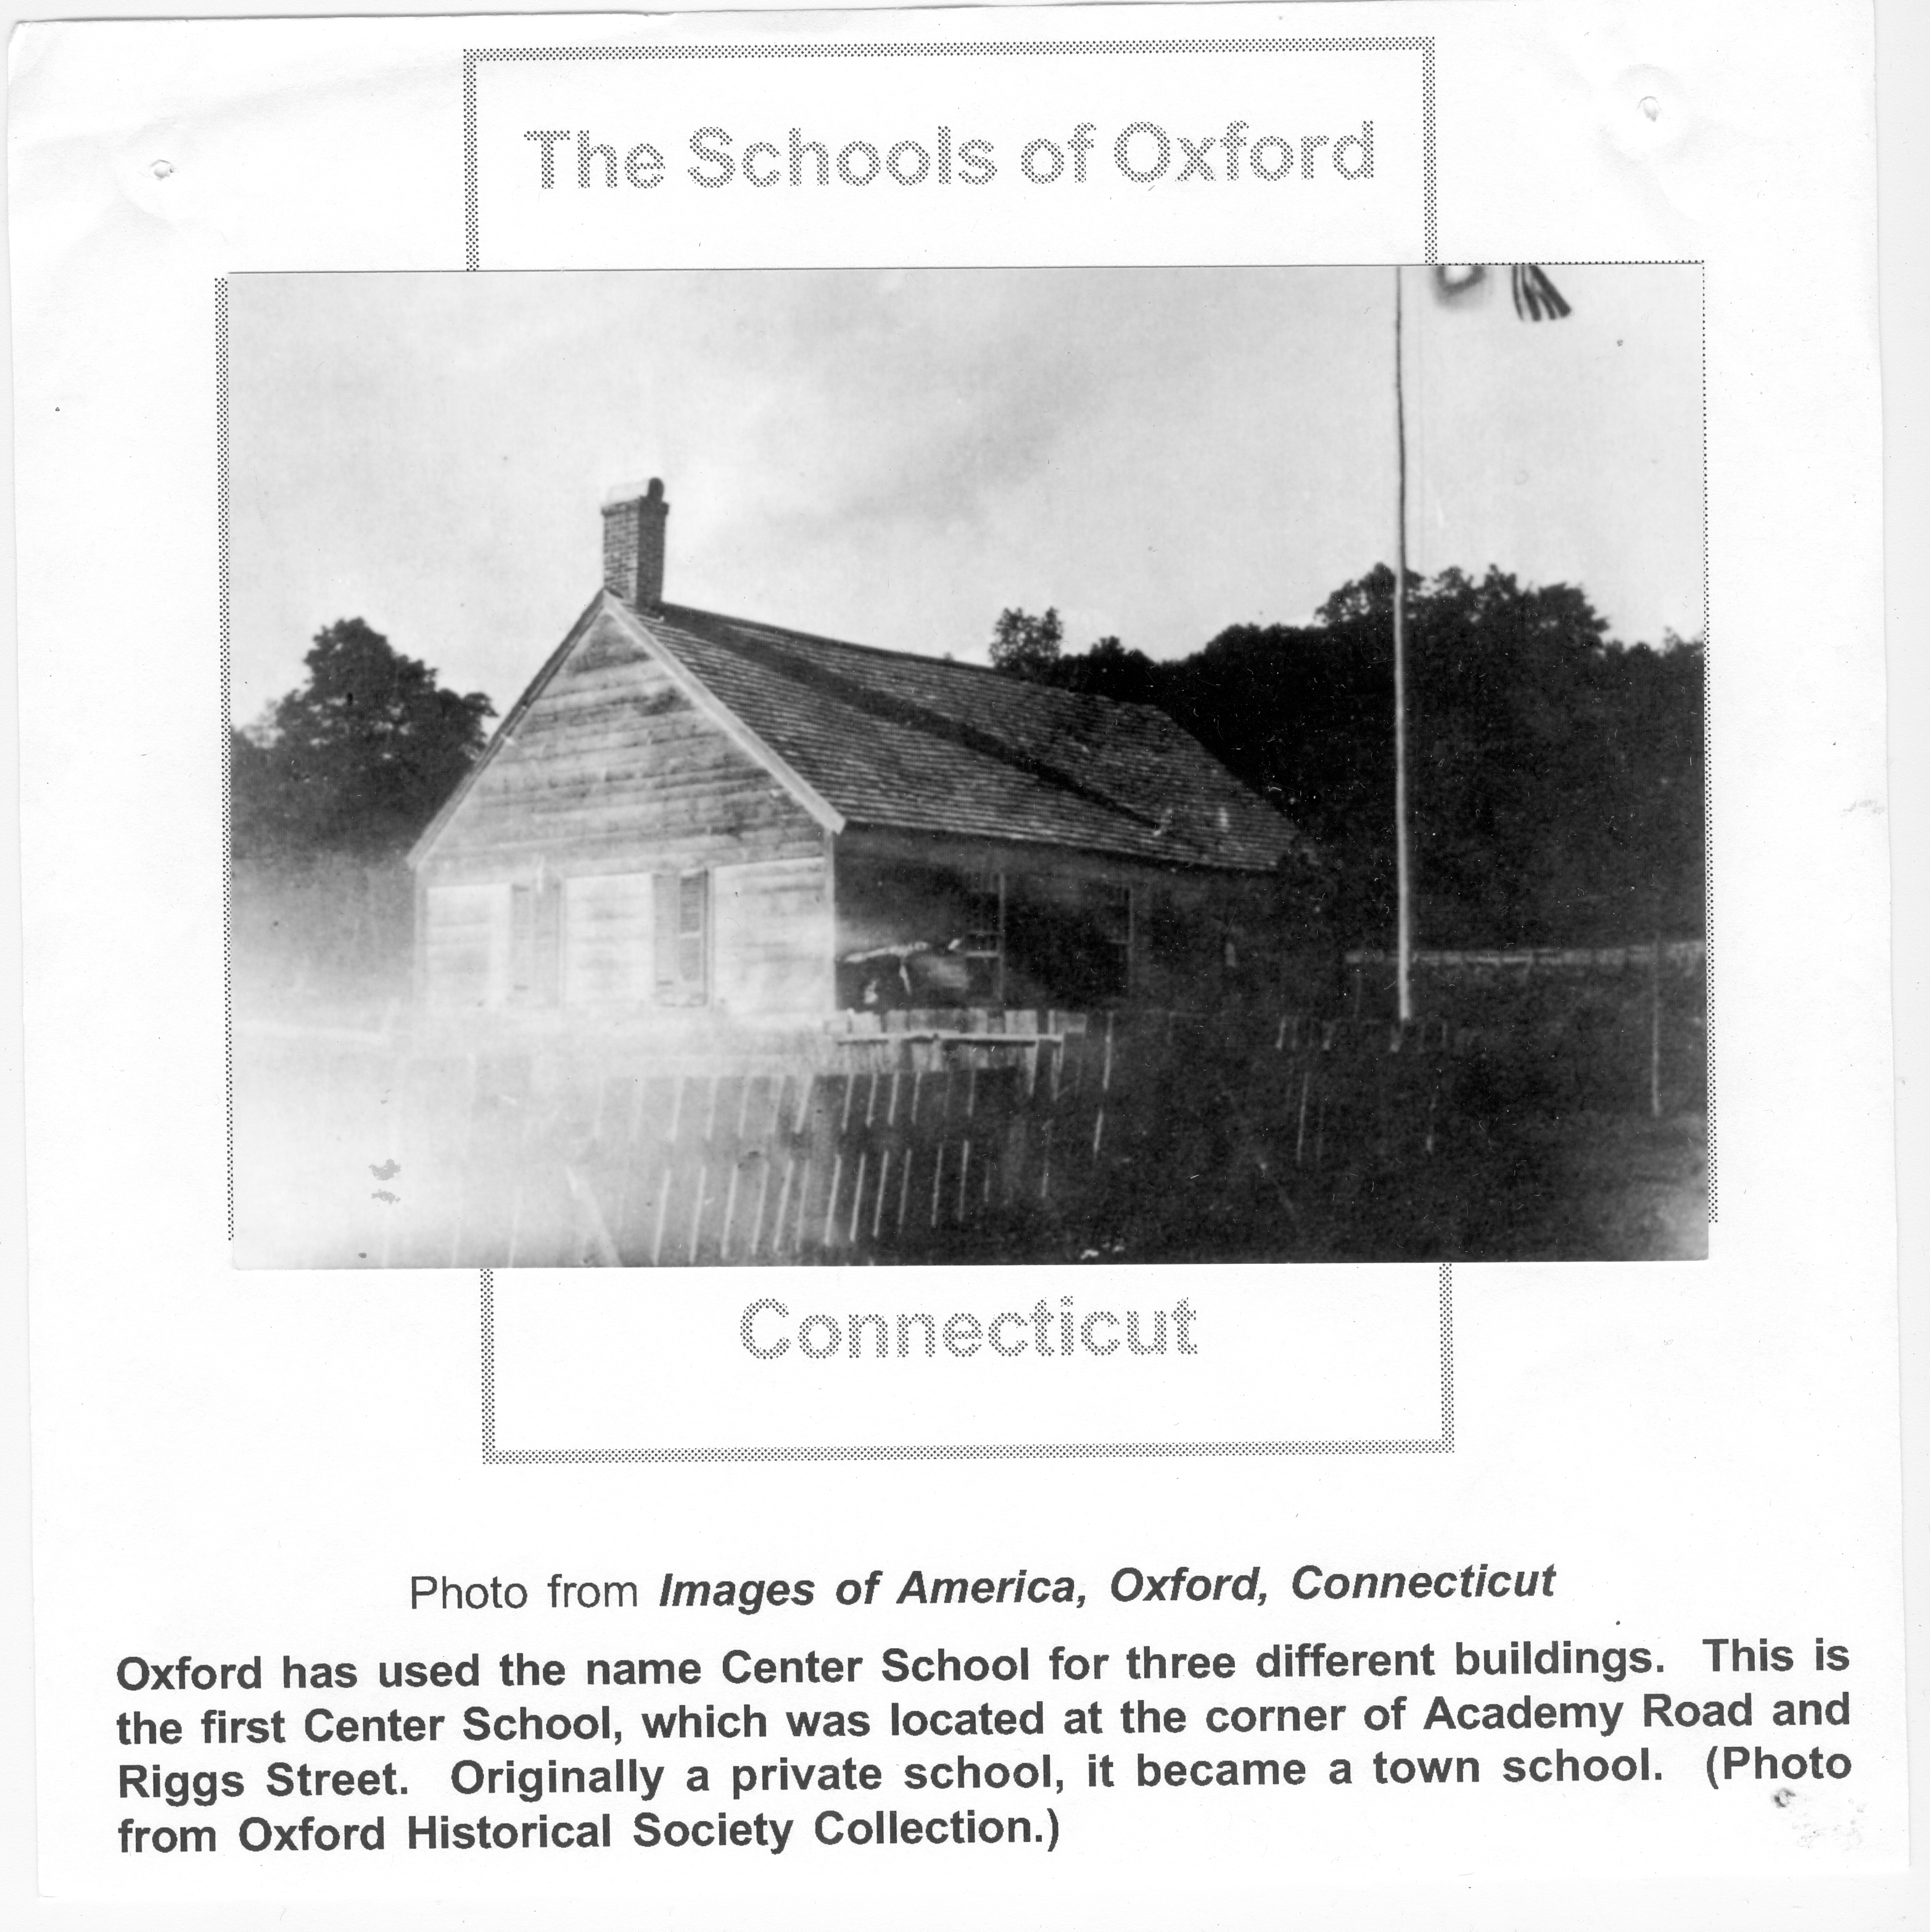 The Schools of Oxford
Connecticut
Photo from Images of America, Oxford, Connecticut
Oxford has used the name Center School for three different buildings.  This is
the first Center School, which was located at the corner of Academy Road and
Riggs Street.  Originally a private school, it became a town school.  (Photo
from Oxford Historical Society Collection.)